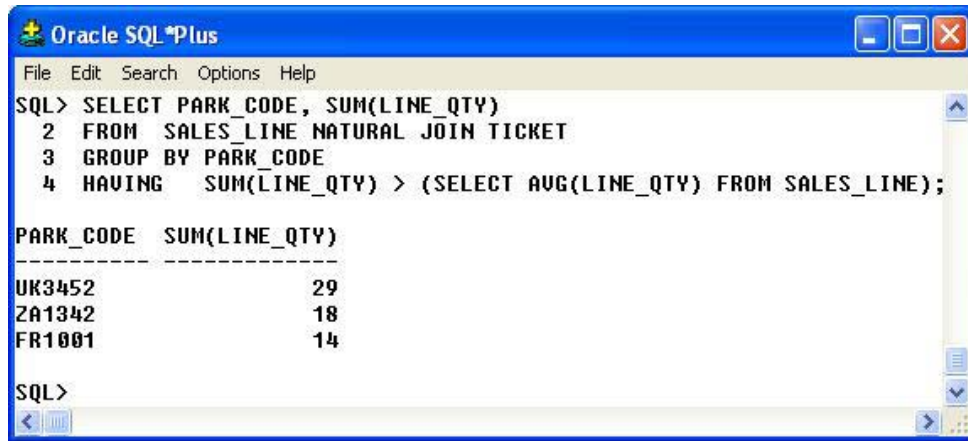 Oracle SQL*Plus
File Edit Search Options Help
SQL> SELECT PARK_CODE, SUM(LINE_QTY)
2 FROM SALES_LINE NATURAL JOIN TICKET
3 GROUP BY PARK_CODE
4 HAVING SUM(LINE_QTY) > (SELECT AVG(LINE_QTY) FROM SALES_LINE);
PARK_CODE SUM(LINE_QTY)
---------- -------------
UK3452 29
ZA1342 18
FR1001 14
SQL>